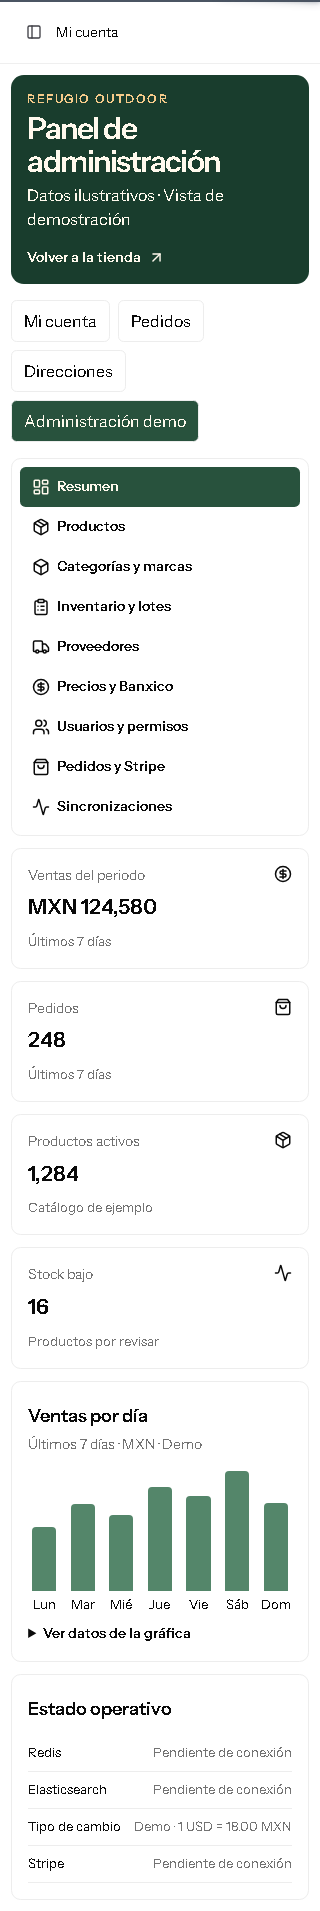 Mi cuenta
REFUGIO OUTDOOR
Panel de
administración
Datos ilustrativos · Vista de
demostración
Volver a la tienda
Mi cuenta
Pedidos
Direcciones
Administración demo
Resumen
Productos
Categorías y marcas
Inventario y lotes
Proveedores
Precios y Banxico
Usuarios y permisos
Pedidos y Stripe
Sincronizaciones
Ventas del periodo
MXN 124,580
Últimos 7 días
Pedidos
248
Últimos 7 días
Productos activos
1,284
Catálogo de ejemplo
Stock bajo
16
Productos por revisar
Ventas por día
Últimos 7 días · MXN · Demo
Lun Mar Mié Jue Vie Sáb Dom
Ver datos de la gráfica
Estado operativo
Redis Pendiente de conexión
Elasticsearch Pendiente de conexión
Tipo de cambio Demo · 1 USD = 18.00 MXN
Stripe Pendiente de conexión